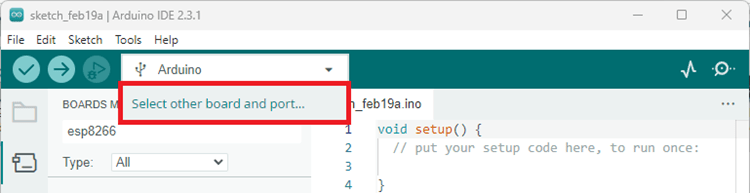 sketch_feb19a | Arduino IDE 2.3.1
File Edit Sketch Tools Help
Arduino
BOARDS M
Select other board and port...
ch_feb19a.ino
esp8266
Type: All
1 void setup() {
2 // put your setup code here, to run once:
3
4 }